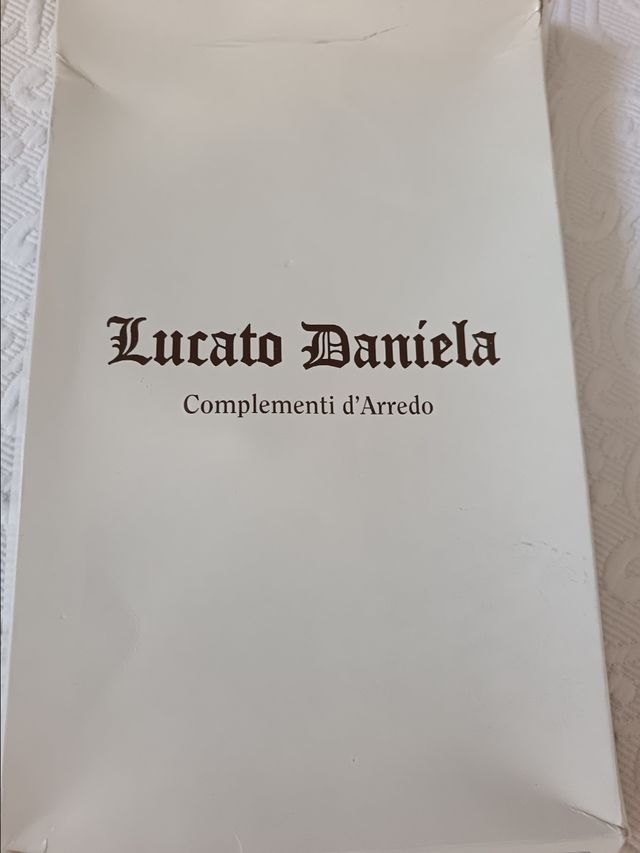 Lucato Daniela
Complementi d'Arredo